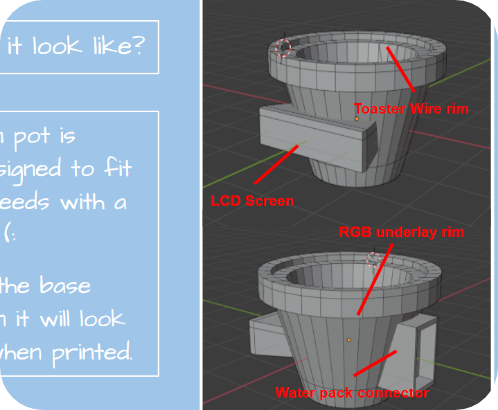 it look like?
pot is
signed to fit
eeds with a
(:
the base
it will look
when printed.
Toaster Wire rim
LCD Screen
RGB underlay rim
Water pack connector